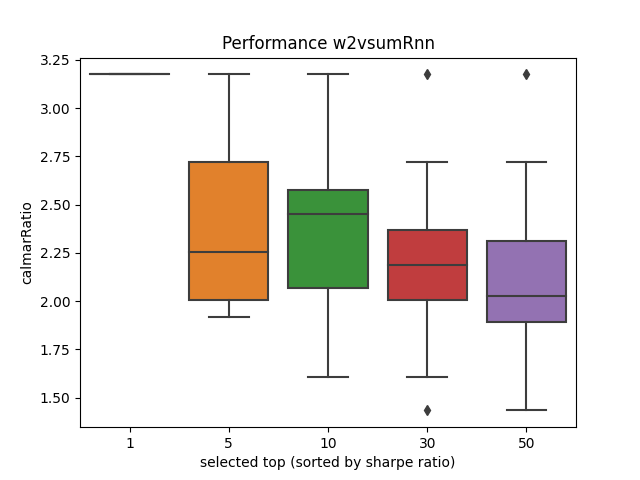 Performance w2vsumRnn
calmarRatio
3.25
3.00
2.75
2.50
2.25
2.00
1.75
1.50
1 5 10 30 50
selected top (sorted by sharpe ratio)